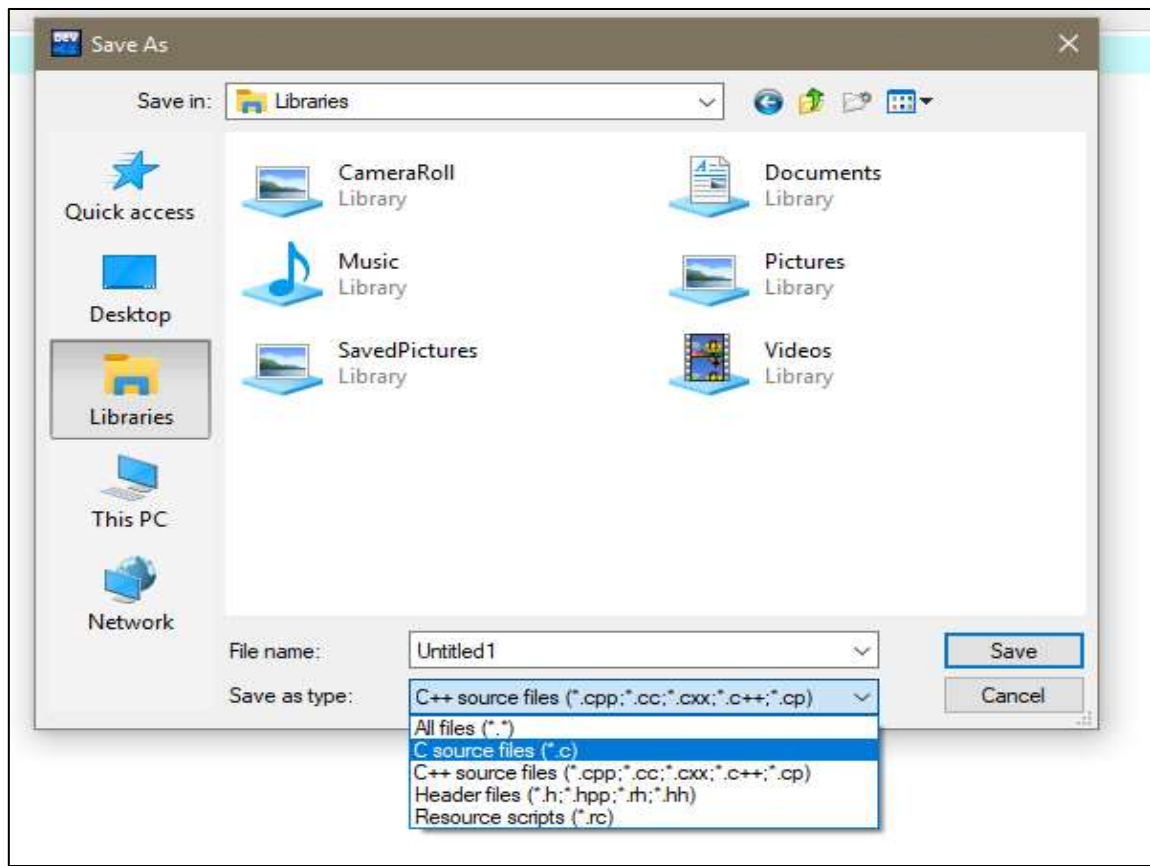 DEV
Save As
Save in:
Libraries
Quick access
Desktop
Libraries
This PC
Network
CameraRoll
Library
Documents
Library
Music
Library
Pictures
Library
SavedPictures
Library
Videos
Library
File name:
Untitled1
Save
Save as type:
C++ source files (*.cpp;*.cc;*.cxx;*.c++;*.cp)
Cancel
All files (*.*)
C source files (*.c)
C++ source files (*.cpp;*.cc;*.cxx;*.c++;*.cp)
Header files (*.h;*.hpp;*.rh;*.hh)
Resource scripts (*.rc)